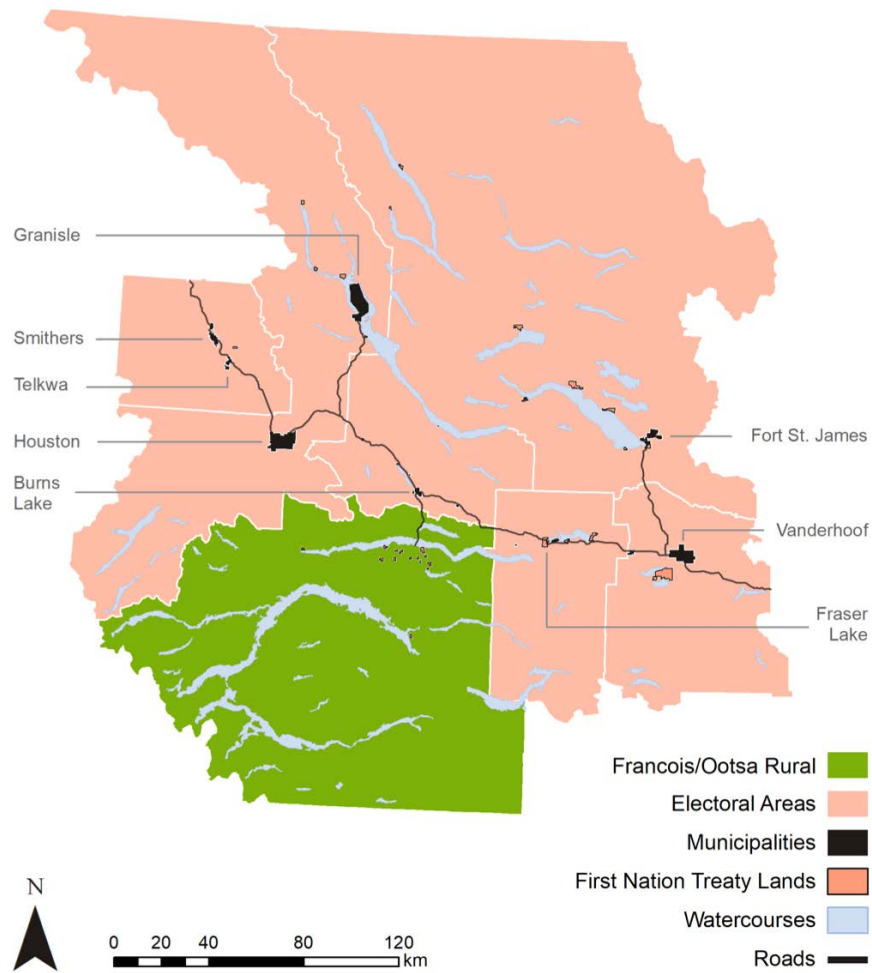 Granisle
Smithers
Telkwa
Houston
Burns
Lake
Fort St. James
Vanderhoof
Fraser
Lake
Francois/Ootsa Rural
Electoral Areas
Municipalities
First Nation Treaty Lands
Watercourses
Roads
N
0 10 20 40 80 120
km